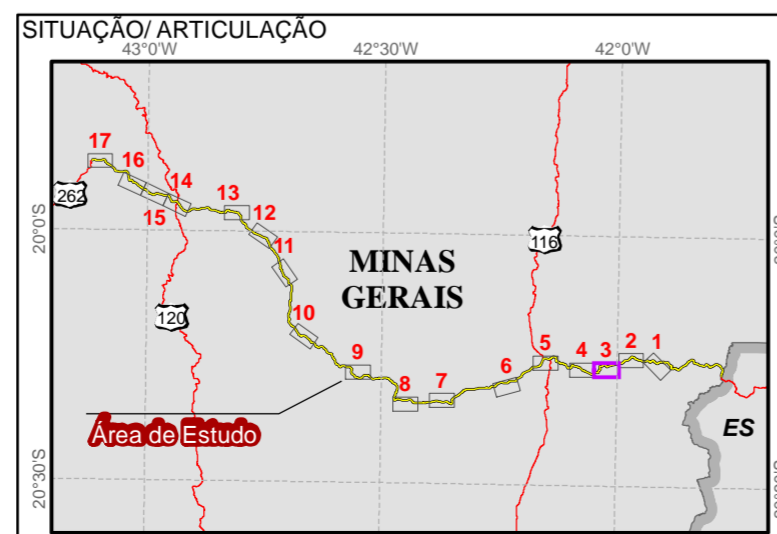 SITUAÇÃO/ ARTICULAÇÃO
43°0'W
42°30'W
42°0'W
17
16
262
15
14
13
12
11
20°0'S
116
MINAS
GERAIS
120
10
9
8
7
6
5
4
3
2
1
Área de Estudo
ES
20°30'S